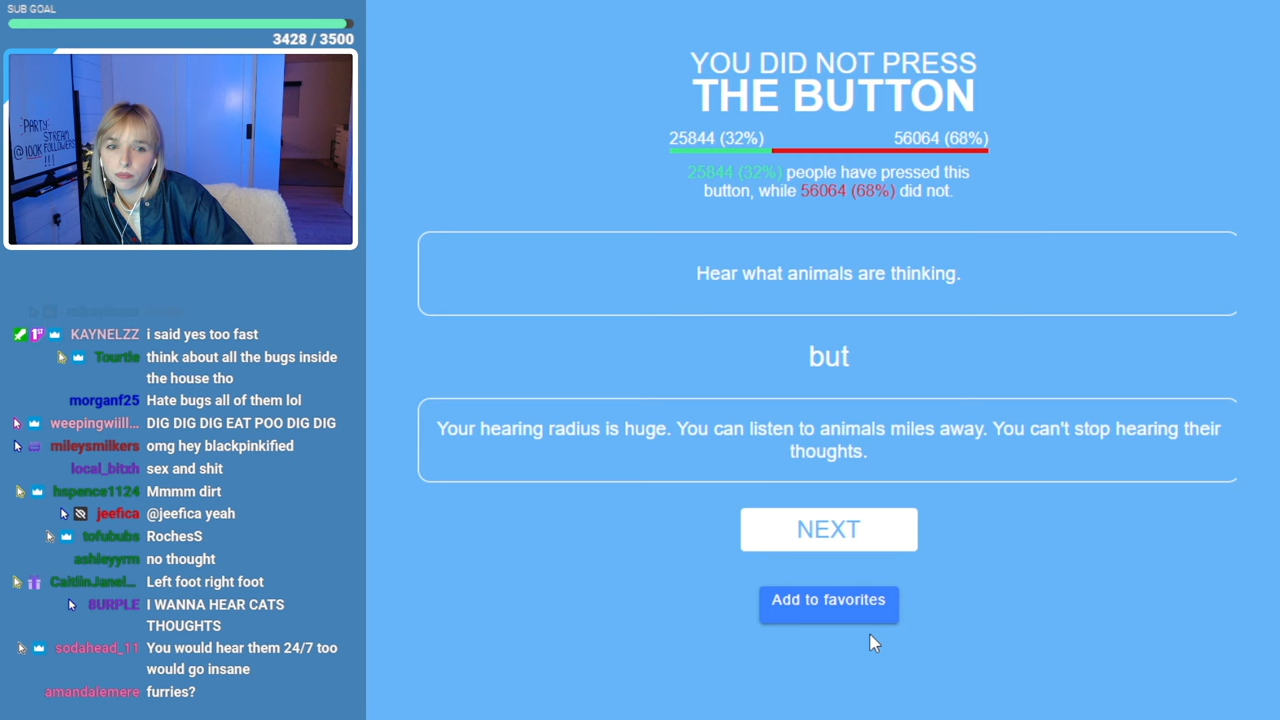 SUB GOAL
3428 / 3500
PARTY
STREAM
@ 100K FOLLOWERS
!!!
KAYNELZZ i said yes too fast
Tourtle think about all the bugs inside
the house tho
morganf25 Hate bugs all of them lol
weepingwiill... DIG DIG DIG EAT POO DIG DIG
mileysmilkers omg hey blackpinkified
local_bltxh sex and shit
hspence1124 Mmmm dirt
jeefica @jeefica yeah
tofububs RochesS
ashleyyrm no thought
CaitlinJanel... Left foot right foot
8URPLE I WANNA HEAR CATS
THOUGHTS
sodahead_11 You would hear them 24/7 too
would go insane
amandalemere furries?
YOU DID NOT PRESS
THE BUTTON
25844 (32%) 56064 (68%)
25844 (32%) people have pressed this
button, while 56064 (68%) did not.
Hear what animals are thinking.
but
Your hearing radius is huge. You can listen to animals miles away. You can't stop hearing their
thoughts.
NEXT
Add to favorites